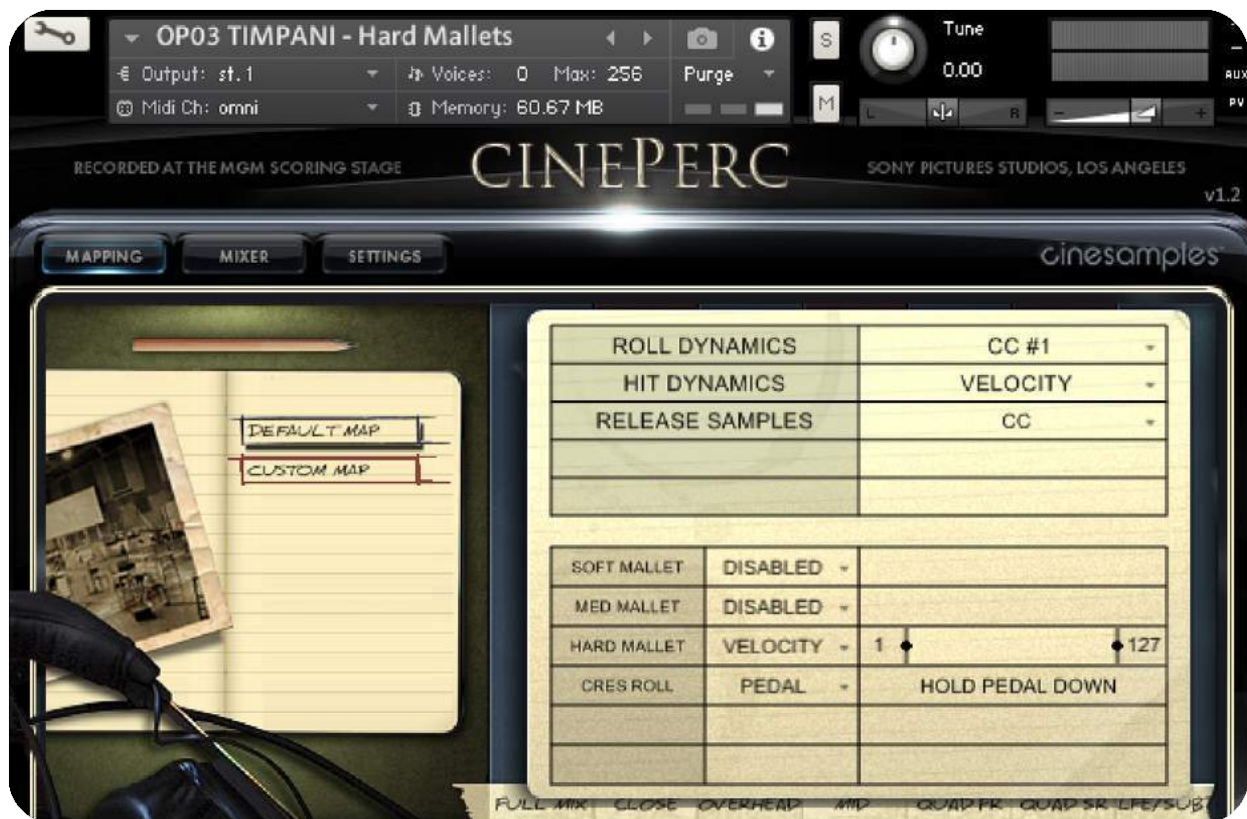 OP03 TIMPANI - Hard Mallets
S
Tune
0.00
Output: st. 1
Voices: 0 Max: 256
Purge
AUX
Midi Ch: omni
Memory: 60.67 MB
M
L
R
PV
RECORDED AT THE MGM SCORING STAGE
CINEPERC
SONY PICTURES STUDIOS, LOS ANGELES
v1.2
MAPPING
MIXER
SETTINGS
cinesamples
DEFAULT MAP
CUSTOM MAP
ROLL DYNAMICS CC #1
HIT DYNAMICS VELOCITY
RELEASE SAMPLES CC
SOFT MALLET DISABLED
MED MALLET DISABLED
HARD MALLET VELOCITY 1 127
CRES ROLL PEDAL HOLD PEDAL DOWN
FULL MIX CLOSE OVERHEAD MID QUAD FR QUAD SR LFE/SUB